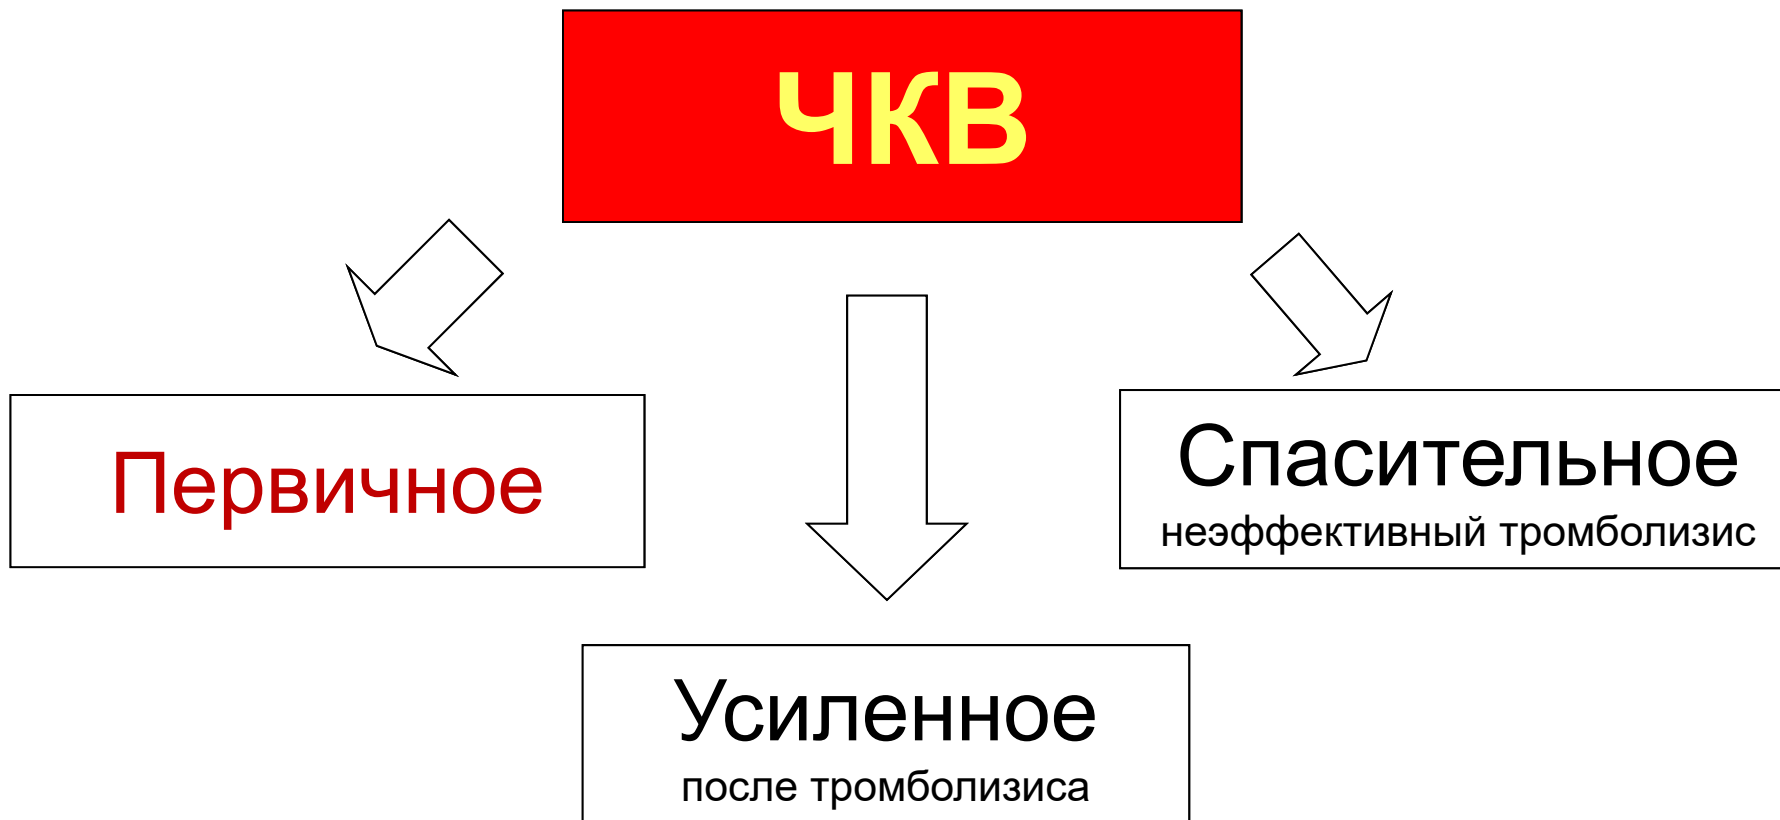 ЧКВ
Первичное
Спасительное
неэффективный тромболизис
Усиленное
после тромболизиса